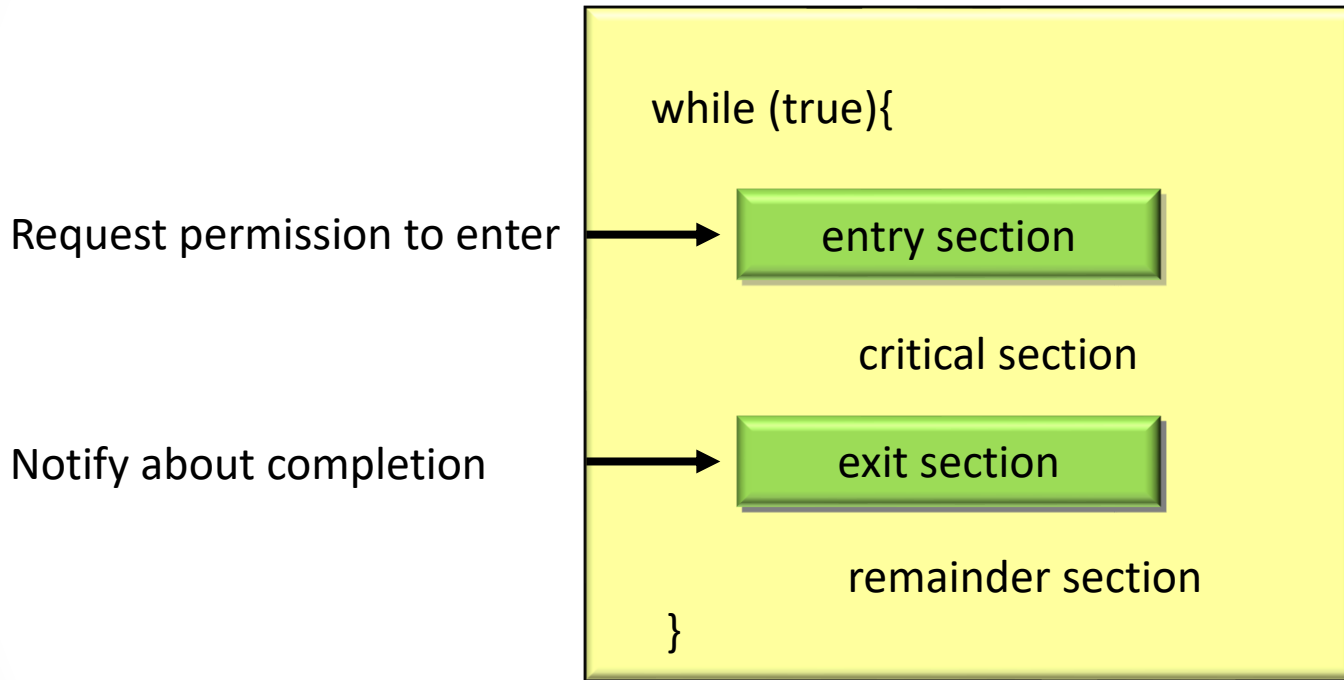 while (true){
Request permission to enter
entry section
critical section
Notify about completion
exit section
remainder section
}